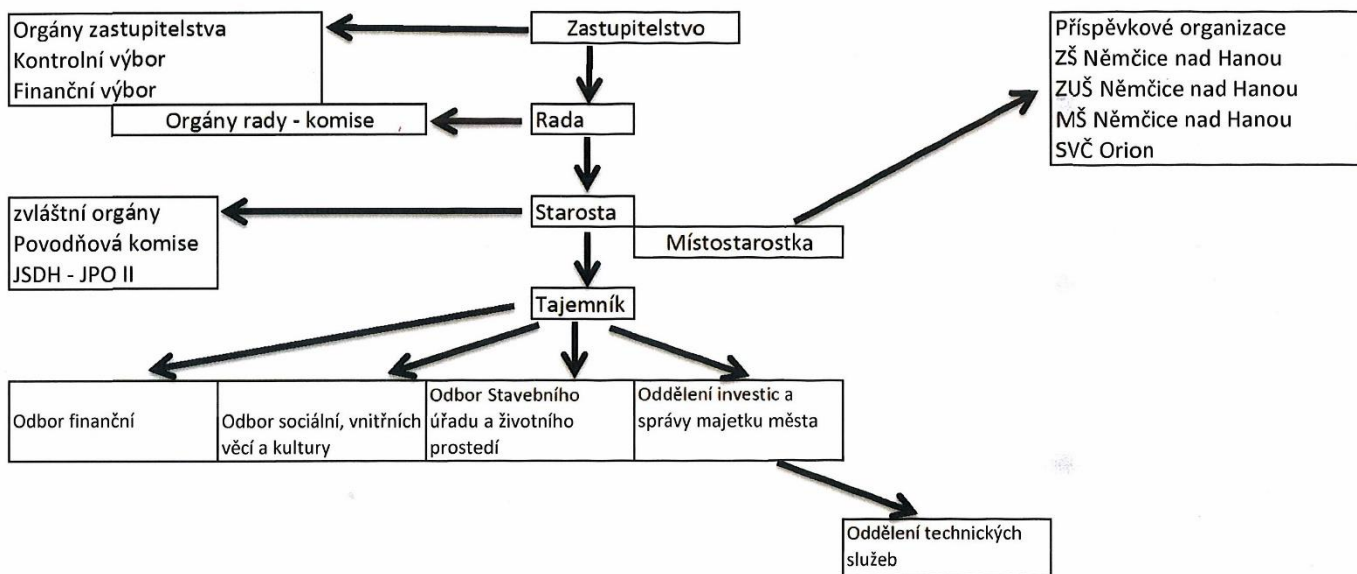 Orgány zastupitelstva
Kontrolní výbor
Finanční výbor
Zastupitelstvo
Příspěvkové organizace
ZŠ Němčice nad Hanou
ZUŠ Němčice nad Hanou
MŠ Němčice nad Hanou
SVČ Orion
Orgány rady - komise
Rada
zvláštní orgány
Povodňová komise
JSDH - JPO II
Starosta
Místostarostka
Tajemník
Odbor finanční
Odbor sociální, vnitřních
věcí a kultury
Odbor Stavebního
úřadu a životního
prostedí
Oddělení investic a
správy majetku města
Oddělení technických
služeb